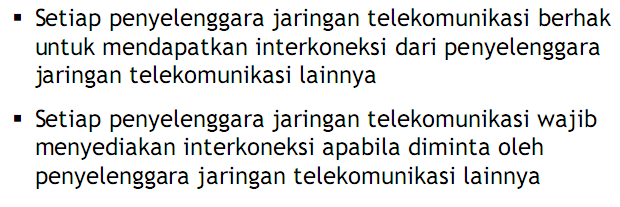 ▪ Setiap penyelenggara jaringan telekomunikasi berhak
untuk mendapatkan interkoneksi dari penyelenggara
jaringan telekomunikasi lainnya
▪ Setiap penyelenggara jaringan telekomunikasi wajib
menyediakan interkoneksi apabila diminta oleh
penyelenggara jaringan telekomunikasi lainnya